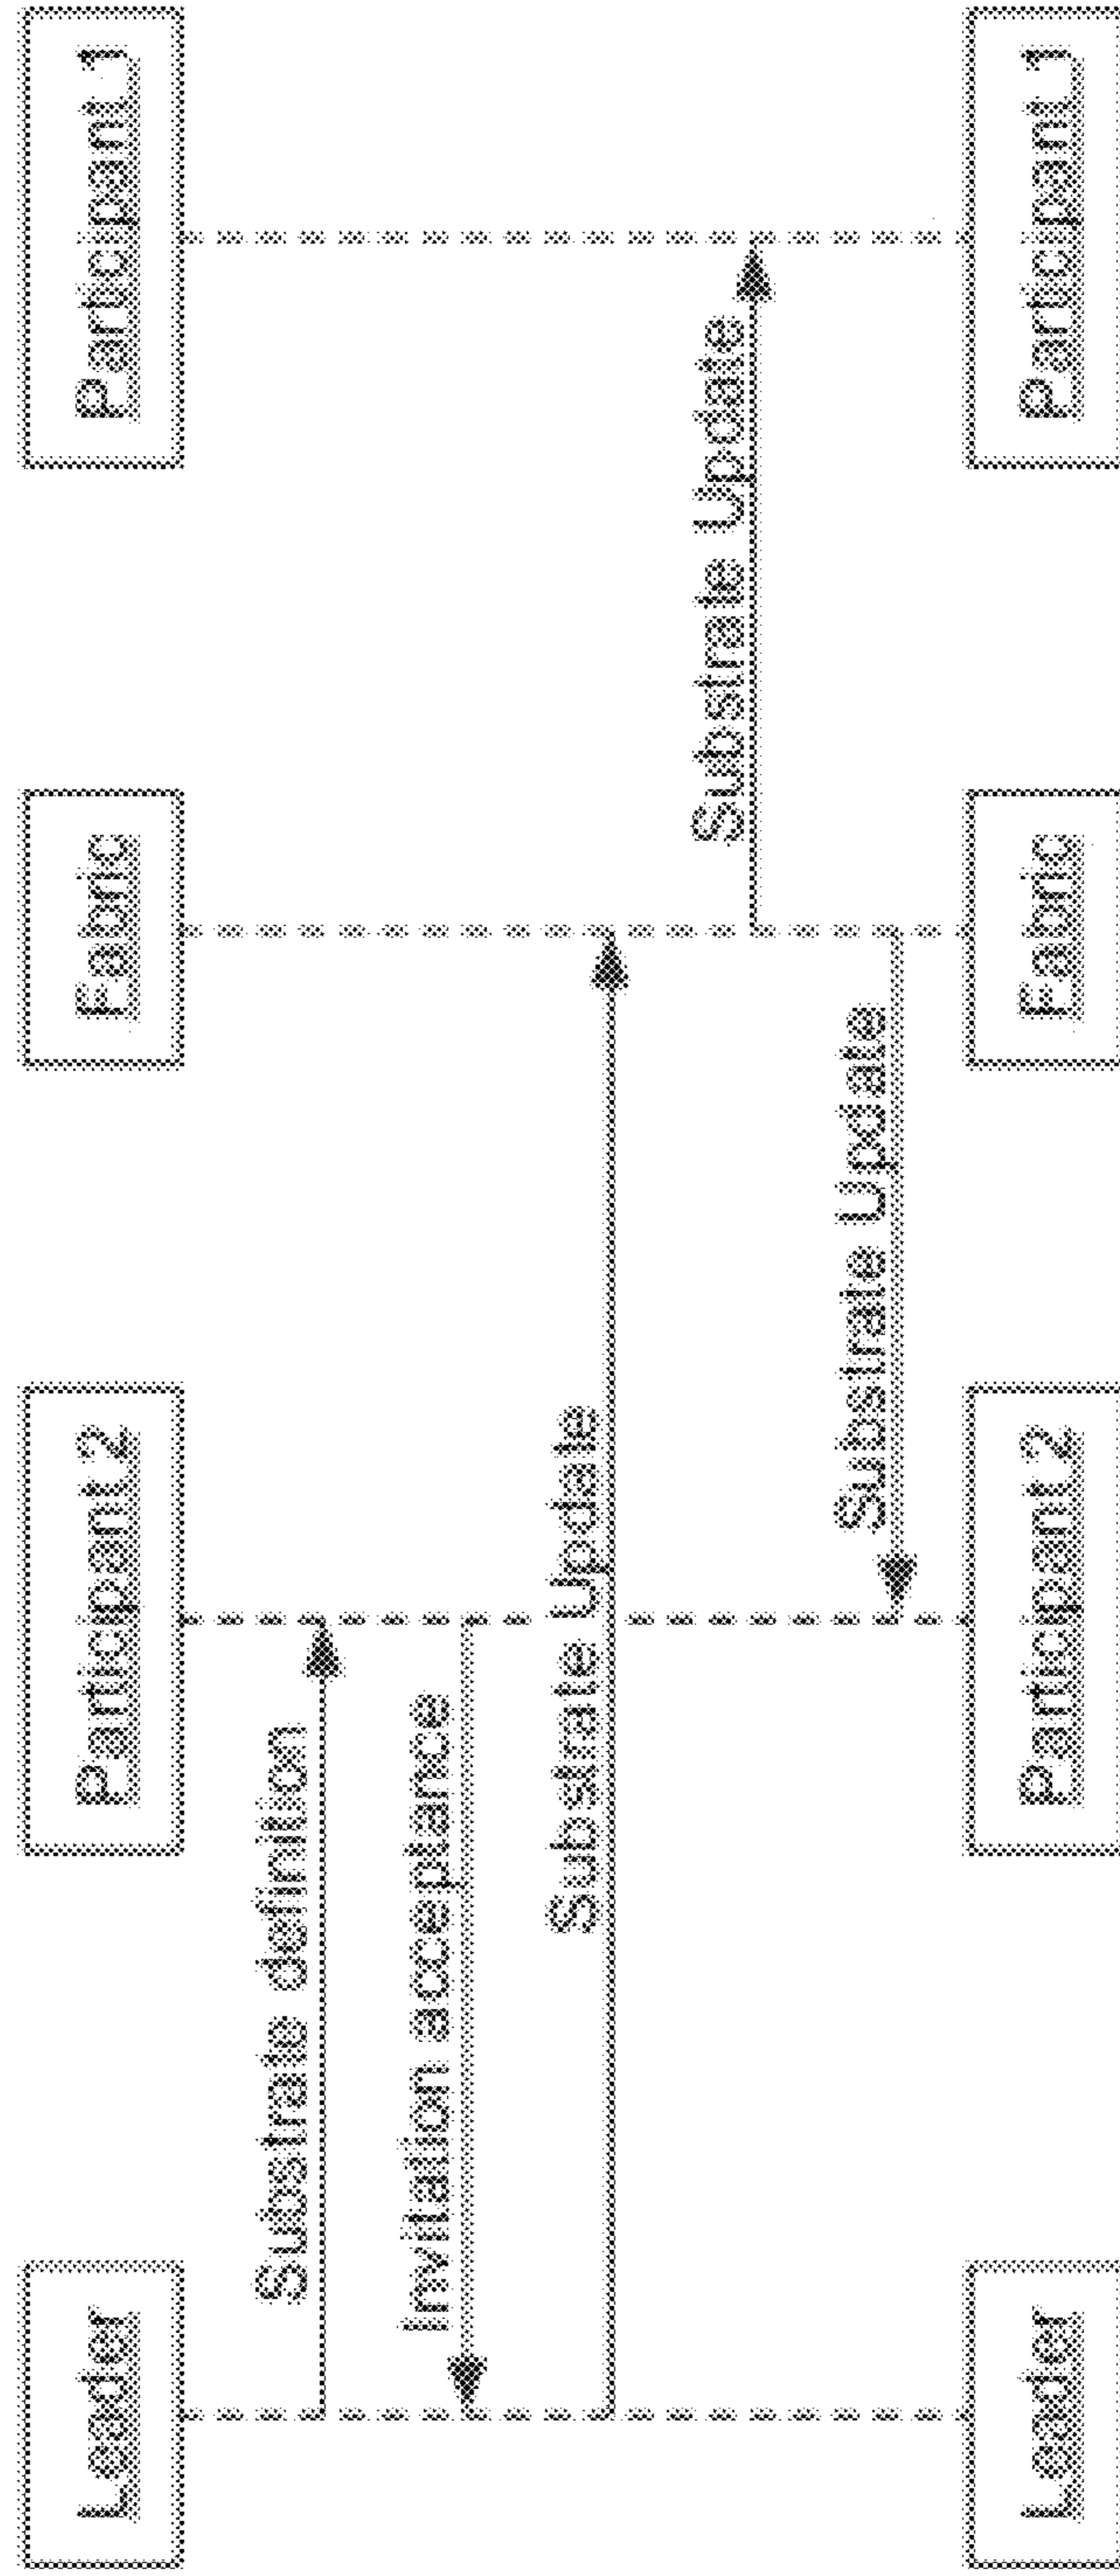 Leader
Participant 2
Fabric
Participant 1
Substrate definition
Invitation acceptance
Substrate Update
Substrate Update
Substrate Update
Leader
Participant 2
Fabric
Participant 1